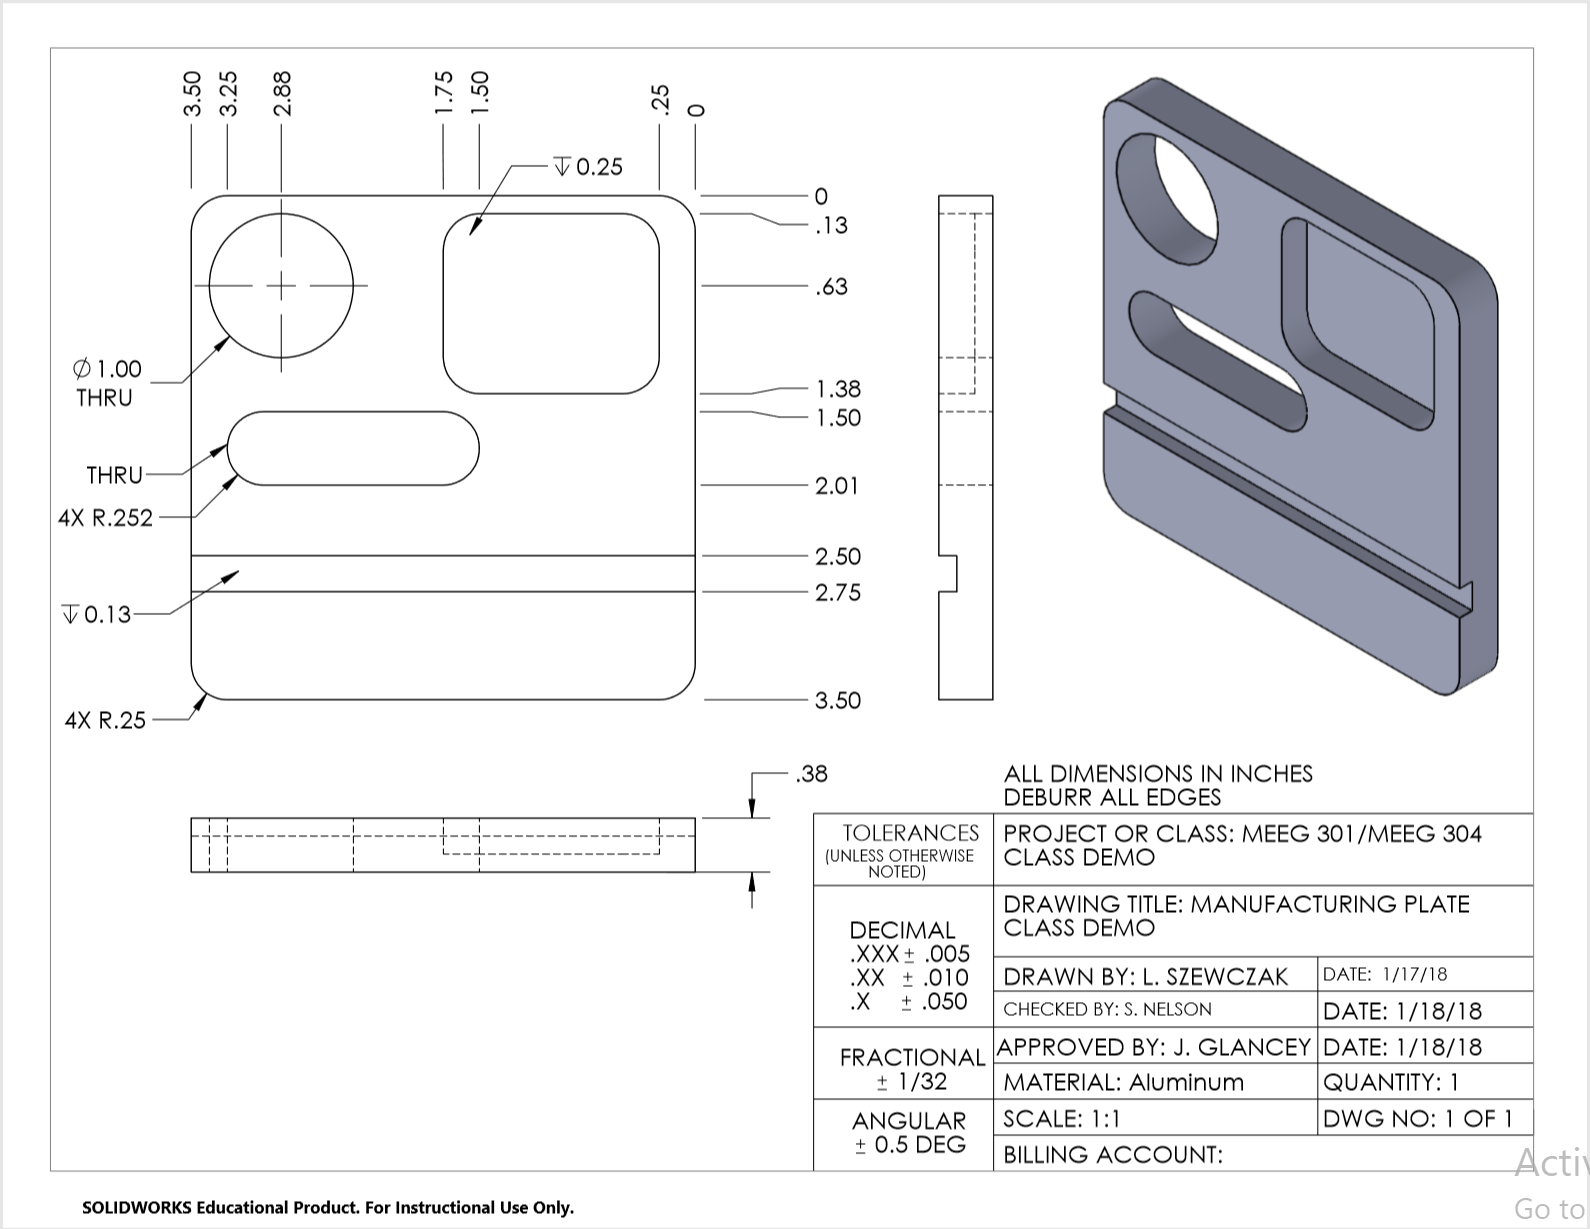 3.50
3.25
2.88
1.75
1.50
.25
0
↧ 0.25
0
.13
.63
1.38
1.50
2.01
2.50
2.75
3.50
∅ 1.00
THRU
THRU
4X R.252
↧ 0.13
4X R.25
.38
ALL DIMENSIONS IN INCHES
DEBURR ALL EDGES
TOLERANCES
(UNLESS OTHERWISE
NOTED)
PROJECT OR CLASS: MEEG 301/MEEG 304
CLASS DEMO
DECIMAL
.XXX ± .005
.XX ± .010
.X ± .050
DRAWING TITLE: MANUFACTURING PLATE
CLASS DEMO
DRAWN BY: L. SZEWCZAK
DATE: 1/17/18
CHECKED BY: S. NELSON
DATE: 1/18/18
FRACTIONAL
± 1/32
APPROVED BY: J. GLANCEY
DATE: 1/18/18
MATERIAL: Aluminum
QUANTITY: 1
ANGULAR
± 0.5 DEG
SCALE: 1:1
DWG NO: 1 OF 1
BILLING ACCOUNT:
Activ
Go to
SOLIDWORKS Educational Product. For Instructional Use Only.